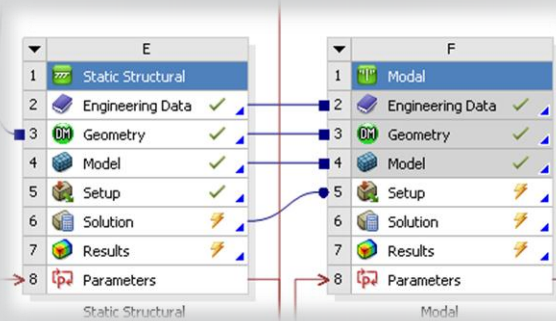 E
1 Static Structural
2 Engineering Data
3 DM Geometry
4 Model
5 Setup
6 Solution
7 Results
8 Parameters
Static Structural
F
1 Modal
2 Engineering Data
3 DM Geometry
4 Model
5 Setup
6 Solution
7 Results
8 Parameters
Modal